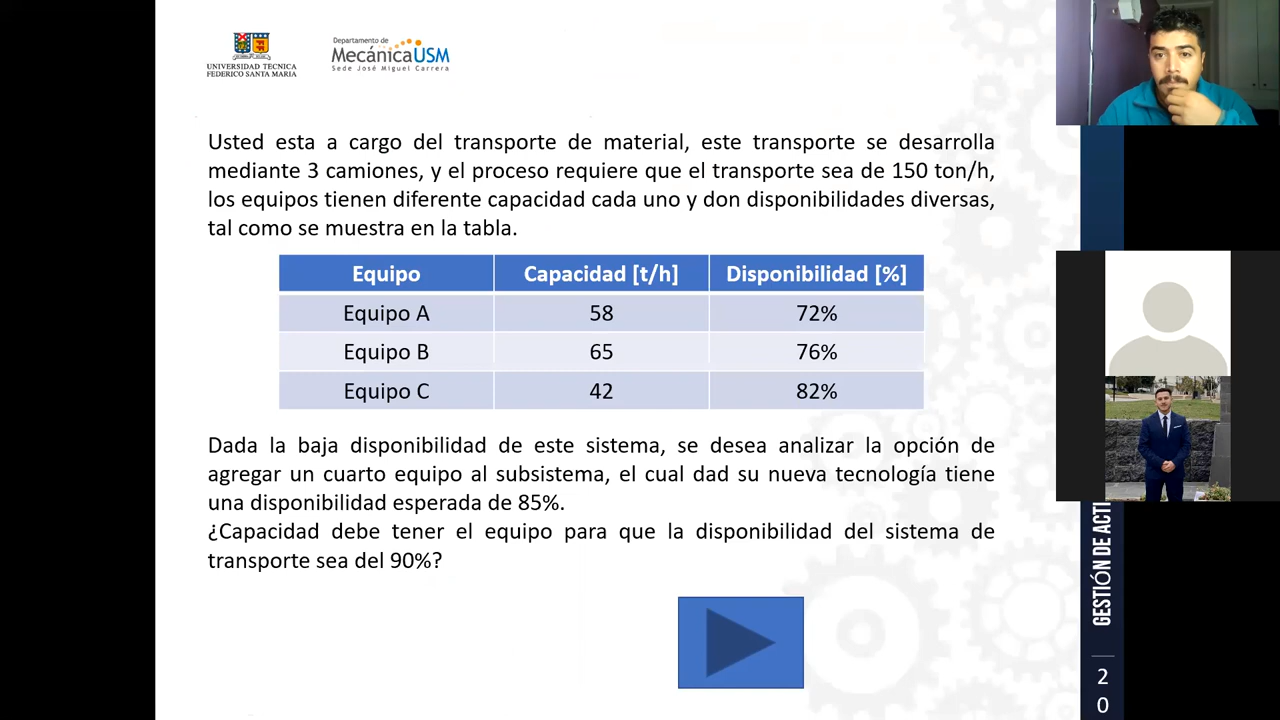 UNIVERSIDAD TECNICA
FEDERICO SANTA MARIA
Departamento de
MecánicaUSM
Sede José Miguel Carrera
Usted esta a cargo del transporte de material, este transporte se desarrolla
mediante 3 camiones, y el proceso requiere que el transporte sea de 150 ton/h,
los equipos tienen diferente capacidad cada uno y don disponibilidades diversas,
tal como se muestra en la tabla.
Equipo Capacidad [t/h] Disponibilidad [%]
Equipo A 58 72%
Equipo B 65 76%
Equipo C 42 82%
Dada la baja disponibilidad de este sistema, se desea analizar la opción de
agregar un cuarto equipo al subsistema, el cual dad su nueva tecnología tiene
una disponibilidad esperada de 85%.
¿Capacidad debe tener el equipo para que la disponibilidad del sistema de
transporte sea del 90%?
GESTIÓN DE ACTI
2
0